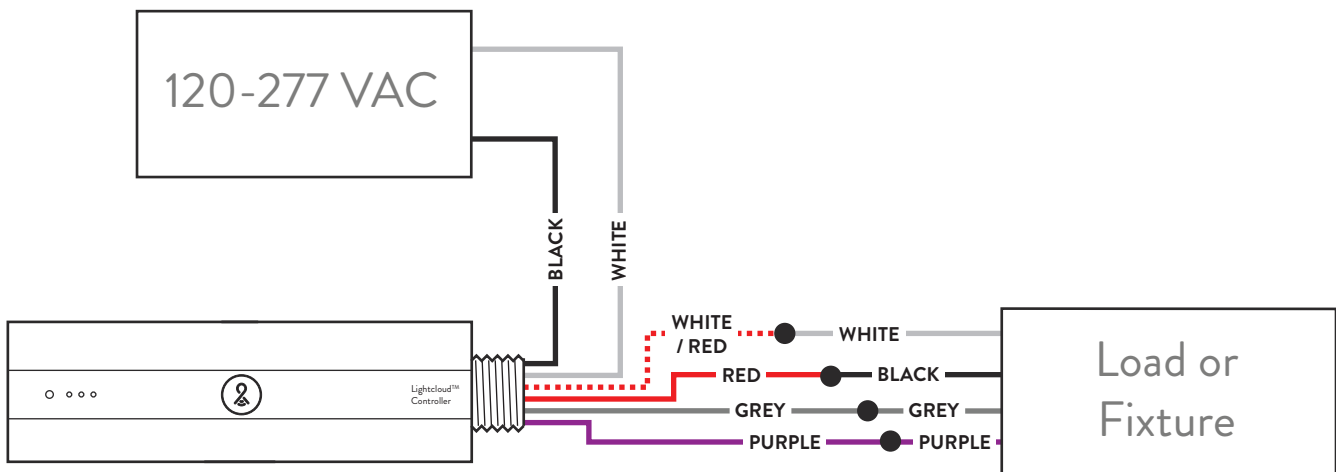 120-277 VAC
BLACK
WHITE
WHITE
/ RED
WHITE
RED
BLACK
Lightcloud™
Controller
GREY
GREY
PURPLE
PURPLE
Load or
Fixture